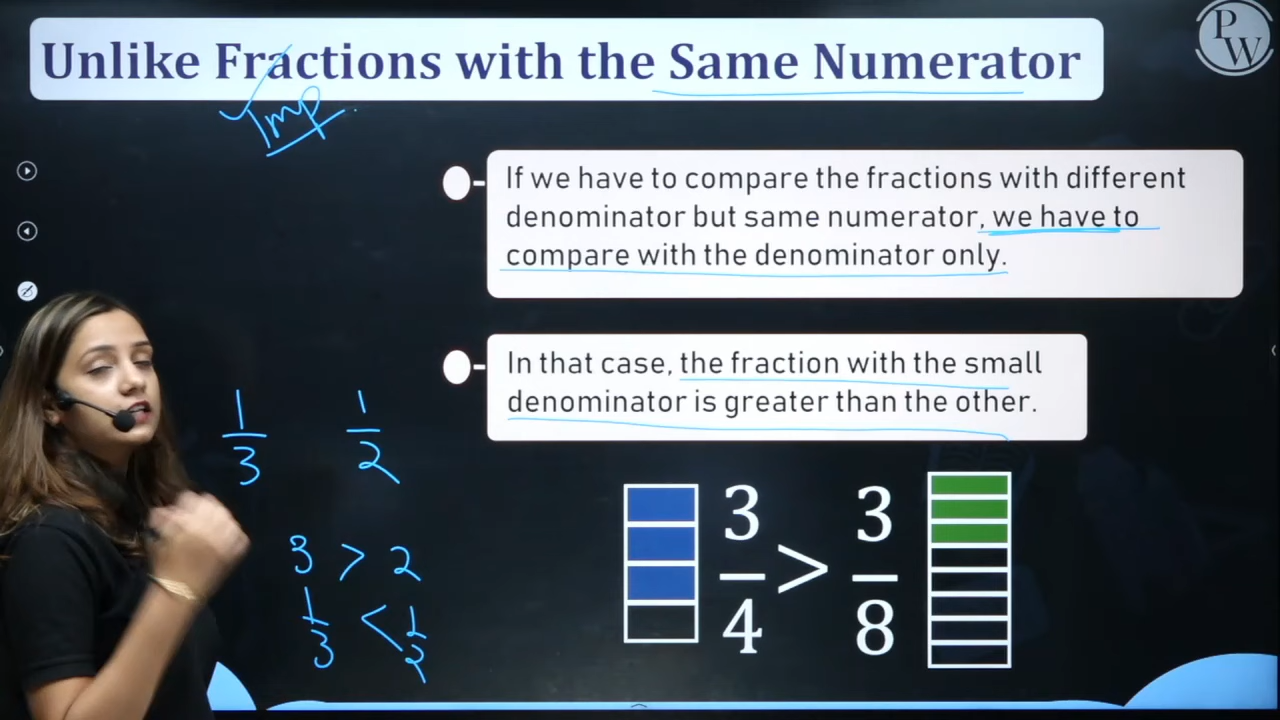 Unlike Fractions with the Same Numerator
PW
Imp
If we have to compare the fractions with different
denominator but same numerator, we have to
compare with the denominator only.
In that case, the fraction with the small
denominator is greater than the other.
1/3 1/2
3 > 2
1/3 < 1/2
3/4 > 3/8